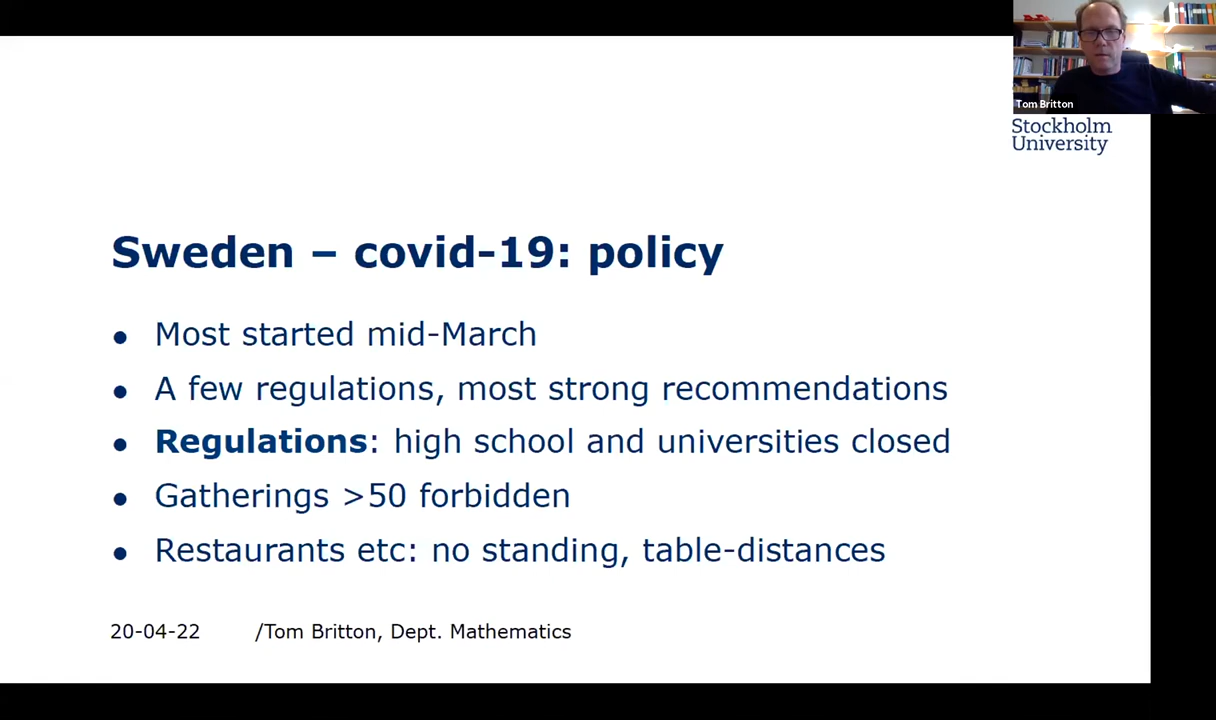 Tom Britton
Stockholm
University
Sweden – covid-19: policy
● Most started mid-March
● A few regulations, most strong recommendations
● Regulations: high school and universities closed
● Gatherings >50 forbidden
● Restaurants etc: no standing, table-distances
20-04-22 /Tom Britton, Dept. Mathematics